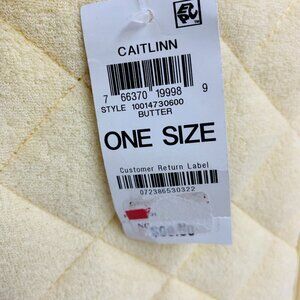 CAITLINN
7 66370 19998 9
STYLE 10014730600
BUTTER
ONE SIZE
Customer Return Label
072386530322